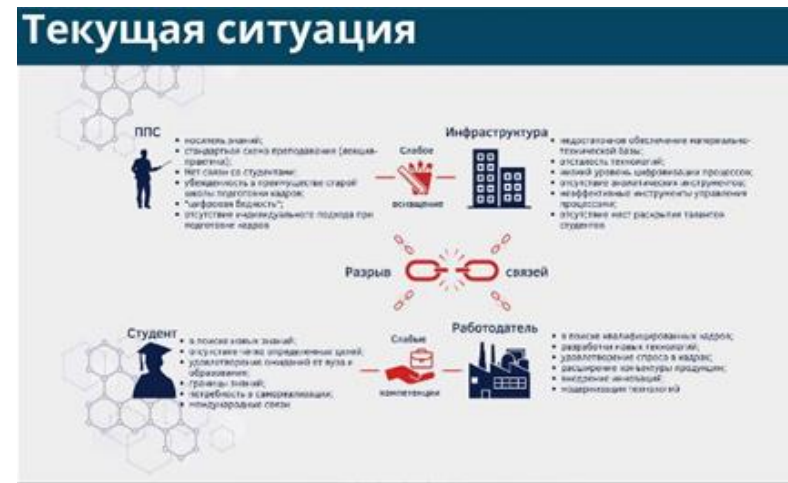 Текущая ситуация
ППС
• носитель знаний;
• стандартная схема преподавания (лекция-
практика);
• Нет связи со студентами;
• убежденность в преимуществе старой
школы подготовки кадров;
• "цифровая бедность";
• отсутствие индивидуального подхода при
подготовке кадров
Слабое
оснащение
Инфраструктура
• недостаточное обеспечение материально-
технической базы;
• отсталость технологий;
• низкий уровень цифровизации процессов;
• отсутствие аналитических инструментов;
• неэффективные инструменты управления
процессами;
• отсутствие мест раскрытия талантов
студентов
Разрыв связей
Студент
• в поиске новых знаний;
• отсутствие четко определенных целей;
• удовлетворение ожиданий от вуза и
образования;
• границы знаний;
• потребность в самореализации;
• международные связи
Слабые
компетенции
Работодатель
• в поиске квалифицированных кадров;
• разработки новых технологий;
• удовлетворение спроса в кадрах;
• расширение конъюктуры продукции;
• внедрение инноваций;
• модернизация технологий